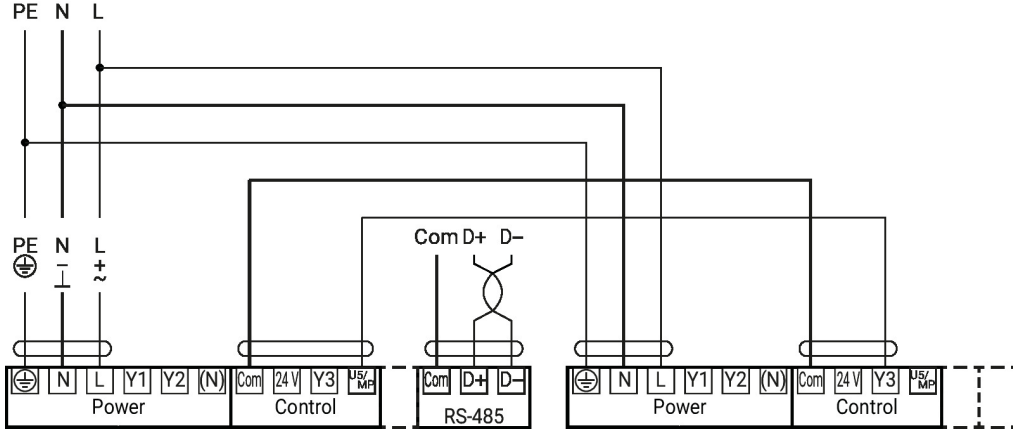 PE N L
Com D+ D–
PE N L
– +
⊥ ~
N L Y1 Y2 (N) Com 24 V Y3 U5/MP Com D+ D– N L Y1 Y2 (N) Com 24 V Y3 U5/MP
Power Control RS-485 Power Control